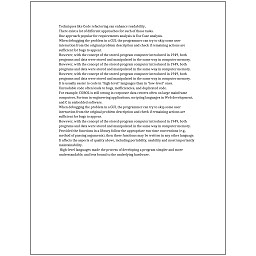 Techniques like Code refactoring can enhance readability.
There exist a lot of different approaches for each of those tasks.
One approach popular for requirements analysis is Use Case analysis.
When debugging the problem in a GUI, the programmer can try to skip some user
interaction from the original problem description and check if remaining actions are
sufficient for bugs to appear.
However, with the concept of the stored-program computer introduced in 1949, both
programs and data were stored and manipulated in the same way in computer memory.
However, with the concept of the stored-program computer introduced in 1949, both
programs and data were stored and manipulated in the same way in computer memory.
However, with the concept of the stored-program computer introduced in 1949, both
programs and data were stored and manipulated in the same way in computer memory.
It is usually easier to code in "high-level" languages than in "low-level" ones.
Unreadable code often leads to bugs, inefficiencies, and duplicated code.
For example, COBOL is still strong in corporate data centers often on large mainframe
computers, Fortran in engineering applications, scripting languages in Web development,
and C in embedded software.
When debugging the problem in a GUI, the programmer can try to skip some user
interaction from the original problem description and check if remaining actions are
sufficient for bugs to appear.
However, with the concept of the stored-program computer introduced in 1949, both
programs and data were stored and manipulated in the same way in computer memory.
Provided the functions in a library follow the appropriate run-time conventions (e.g.,
method of passing arguments), then these functions may be written in any other language.
It affects the aspects of quality above, including portability, usability and most importantly
maintainability.
High-level languages made the process of developing a program simpler and more
understandable, and less bound to the underlying hardware.